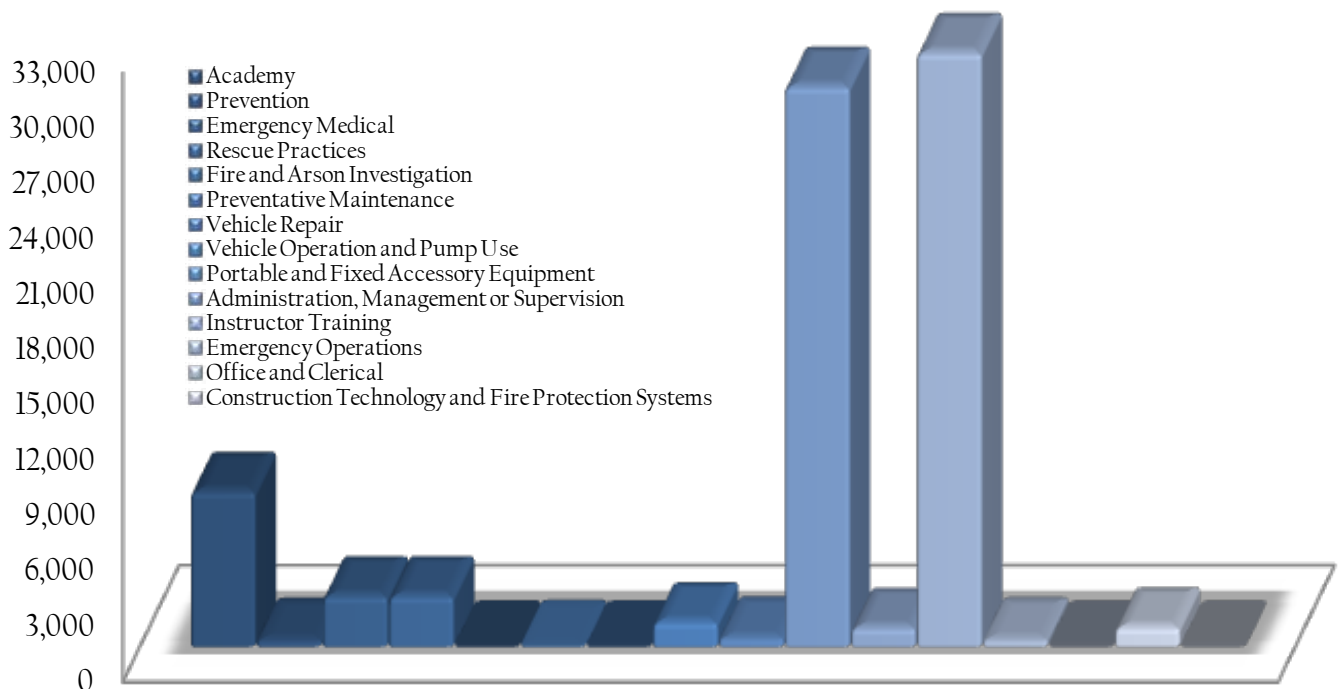 33,000
30,000
27,000
24,000
21,000
18,000
15,000
12,000
9,000
6,000
3,000
0
Academy
Prevention
Emergency Medical
Rescue Practices
Fire and Arson Investigation
Preventative Maintenance
Vehicle Repair
Vehicle Operation and Pump Use
Portable and Fixed Accessory Equipment
Administration, Management or Supervision
Instructor Training
Emergency Operations
Office and Clerical
Construction Technology and Fire Protection Systems